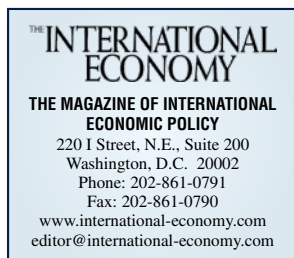 THE INTERNATIONAL
ECONOMY
THE MAGAZINE OF INTERNATIONAL
ECONOMIC POLICY
220 I Street, N.E., Suite 200
Washington, D.C. 20002
Phone: 202-861-0791
Fax: 202-861-0790
www.international-economy.com
editor@international-economy.com